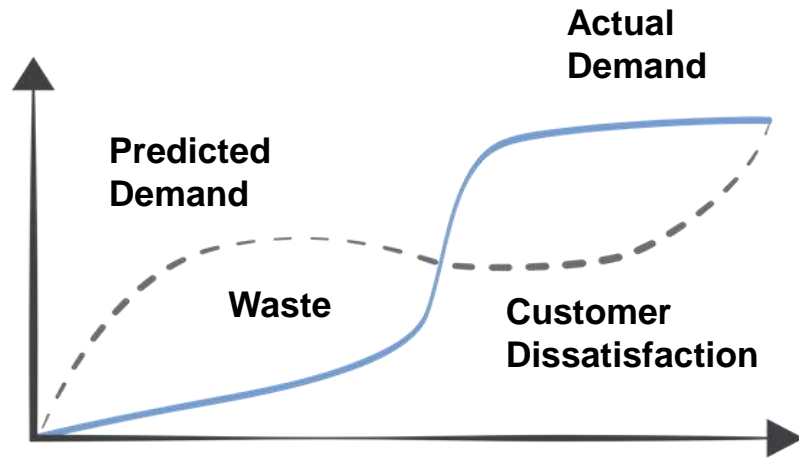 Actual
Demand
Predicted
Demand
Waste
Customer
Dissatisfaction